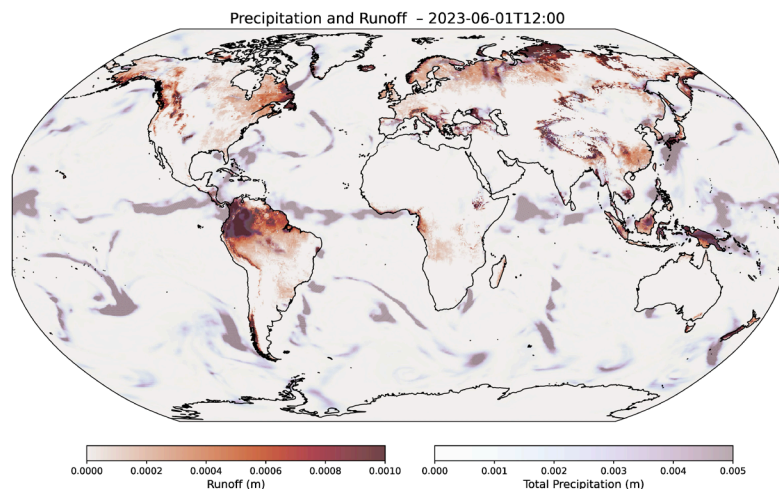 Precipitation and Runoff – 2023-06-01T12:00
0.0000 0.0002 0.0004 0.0006 0.0008 0.0010
Runoff (m)
0.000 0.001 0.002 0.003 0.004 0.005
Total Precipitation (m)